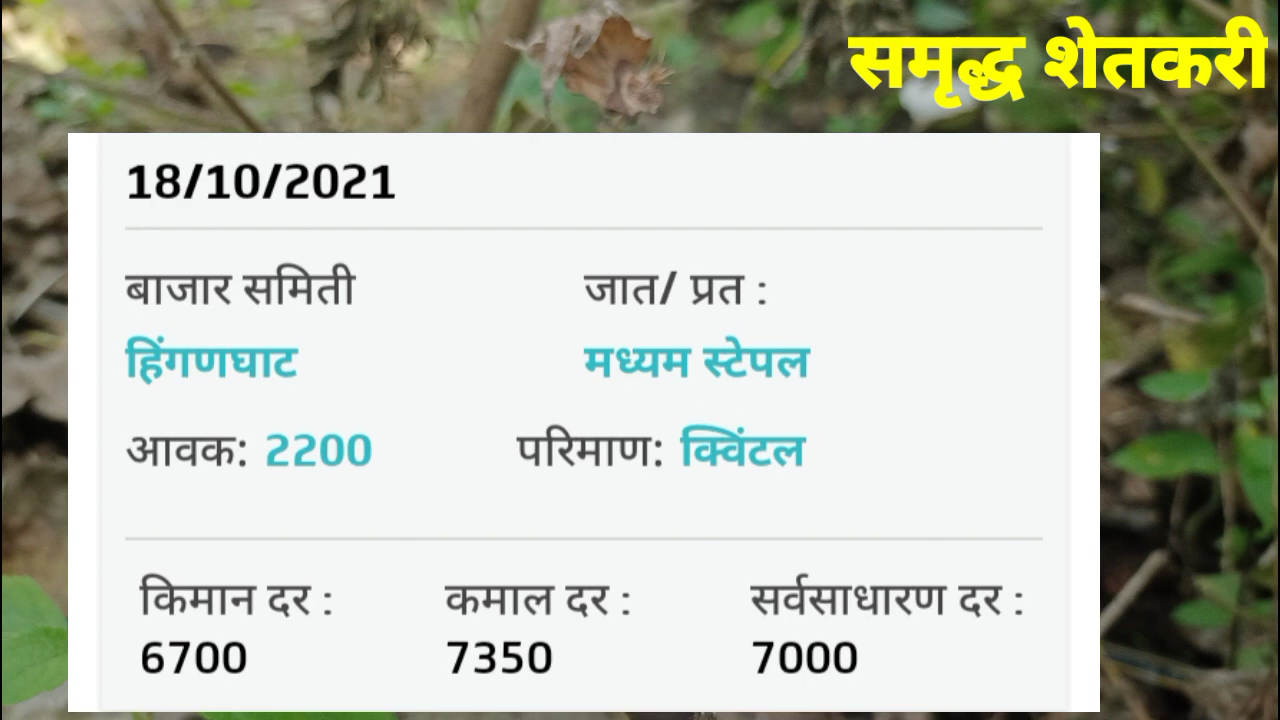 समृद्ध शेतकरी
18/10/2021
बाजार समिती जात/ प्रत :
हिंगणघाट मध्यम स्टेपल
आवक: 2200 परिमाण: क्विंटल
किमान दर : कमाल दर : सर्वसाधारण दर :
6700 7350 7000